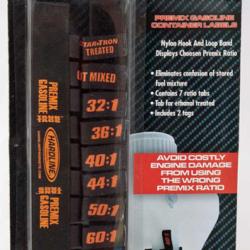 PREMIX GASOLINE
CONTAINER LABELS
Nylon Hook And Loop Band
Displays Choosen Premix Ratio
• Eliminates confusion of stored
fuel mixture
• Contains 7 ratio tabs
• Tab for ethanol treated
• Includes 2 tags
AVOID COSTLY
ENGINE DAMAGE
FROM USING
THE WRONG
PREMIX RATIO
STAR-TRON
TREATED
NOT MIXED
32:1
36:1
40:1
44:1
50:1
60:1
PREMIX
GASOLINE
HARDLINE
PREMIX
GASOLINE